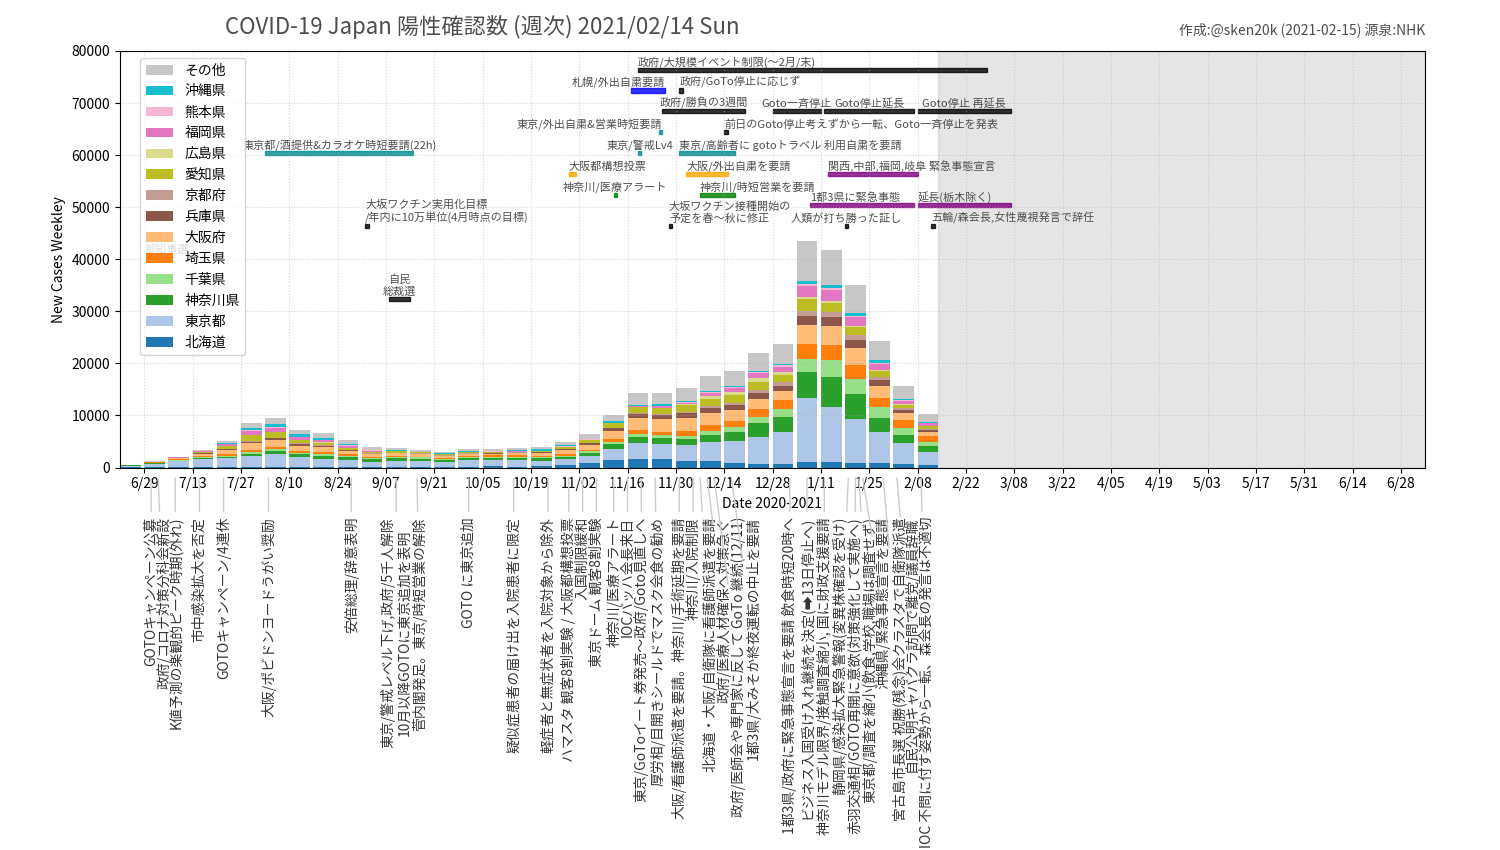 COVID-19 Japan 陽性確認数 (週次) 2021/02/14 Sun
作成:@sken20k (2021-02-15) 源泉:NHK
New Cases Weekly
80000
70000
60000
50000
40000
30000
20000
10000
0
その他
沖縄県
熊本県
福岡県
広島県
愛知県
京都府
兵庫県
大阪府
埼玉県
千葉県
神奈川県
東京都
北海道
政府/大規模イベント制限(～2月/末)
札幌/外出自粛要請
政府/GoTo停止に応じず
政府/勝負の3週間
Goto一斉停止
Goto停止延長
Goto停止 再延長
東京/外出自粛&営業時短要請
前日のGoto停止考えずから一転、Goto一斉停止を発表
東京都/酒提供&カラオケ時短要請(22h)
東京/警戒Lv4
東京/高齢者に gotoトラベル 利用自粛を要請
大阪都構想投票
大阪/外出自粛を要請
関西,中部,福岡,岐阜 緊急事態宣言
神奈川/医療アラート
神奈川/時短営業を要請
1都3県に緊急事態
延長(栃木除く)
大坂ワクチン実用化目標
/年内に10万単位(4月時点の目標)
大坂ワクチン接種開始の
予定を春～秋に修正
人類が打ち勝った証し
五輪/森会長,女性蔑視発言で辞任
自民
総裁選
6/29
7/13
7/27
8/10
8/24
9/07
9/21
10/05
10/19
11/02
11/16
11/30
12/14
12/28
1/11
1/25
2/08
2/22
3/08
3/22
4/05
4/19
5/03
5/17
5/31
6/14
6/28
Date 2020-2021
GOTOキャンペーン公募
政府/コロナ対策分科会新設
K値予測の楽観的ピーク時期(外れ)
市中感染拡大を否定
GOTOキャンペーン/4連休
大阪/ポビドンヨードうがい奨励
安倍総理/辞意表明
東京/警戒レベル下げ,政府/5千人解除
10月以降GOTOに東京追加を表明
菅内閣発足。東京/時短営業の解除
GOTO に東京追加
疑似症患者の届け出を入院患者に限定
軽症者と無症状者を入院対象から除外
ハマスタ 観客8割実験 / 大阪都構想投票
入国制限緩和
東京ドーム 観客8割実験
神奈川/医療アラート
IOCバッハ会長来日
東京/GoToイート券発売～政府/Goto見直しへ
厚労相/目開きシールドでマスク会食の勧め
大阪/看護師派遣を要請。神奈川/手術延期を要請
神奈川/入院制限
北海道・大阪/自衛隊に看護師派遣を要請
政府/医療人材確保へ対策急ぐ
政府/医師会や専門家に反して GoTo 継続(12/11)
1都3県/大みそか終夜運転の中止を要請
1都3県/政府に緊急事態宣言を要請 飲食時短20時へ
ビジネス入国受け入れ継続を決定(➡13日停止へ)
神奈川モデル限界/接触調査縮小,国に財政支援要請
静岡県/感染拡大緊急警報(変異株確認を受け)
赤羽交通相/GOTO再開に意欲(対策強化して実施へ)
東京都/調査を縮小(飲食,学校,職場は調査せず)
沖縄県/緊急事態宣言を要請
宮古島市長選 祝勝(残念)会クラスタで自衛隊派遣
自民公明キャバクラ訪問で離党/議員辞職
IOC 不問に付す姿勢から一転、森会長の発言は不適切